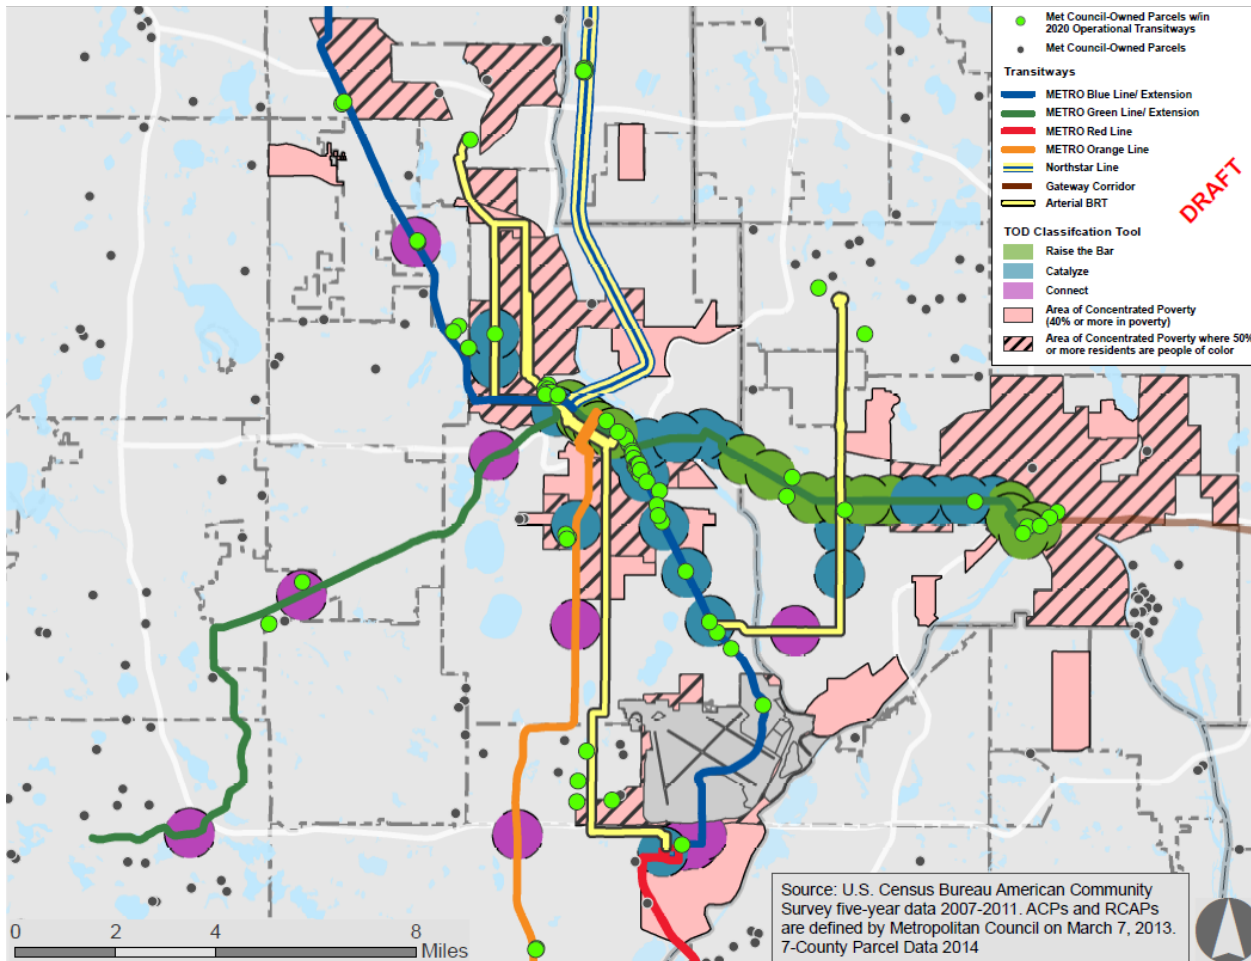 Met Council-Owned Parcels w/in
2020 Operational Transitways
Met Council-Owned Parcels
Transitways
METRO Blue Line/ Extension
METRO Green Line/ Extension
METRO Red Line
METRO Orange Line
Northstar Line
Gateway Corridor
Arterial BRT
DRAFT
TOD Classifcation Tool
Raise the Bar
Catalyze
Connect
Area of Concentrated Poverty
(40% or more in poverty)
Area of Concentrated Poverty where 50%
or more residents are people of color
Source: U.S. Census Bureau American Community
Survey five-year data 2007-2011. ACPs and RCAPs
are defined by Metropolitan Council on March 7, 2013.
7-County Parcel Data 2014
0 2 4 8
Miles